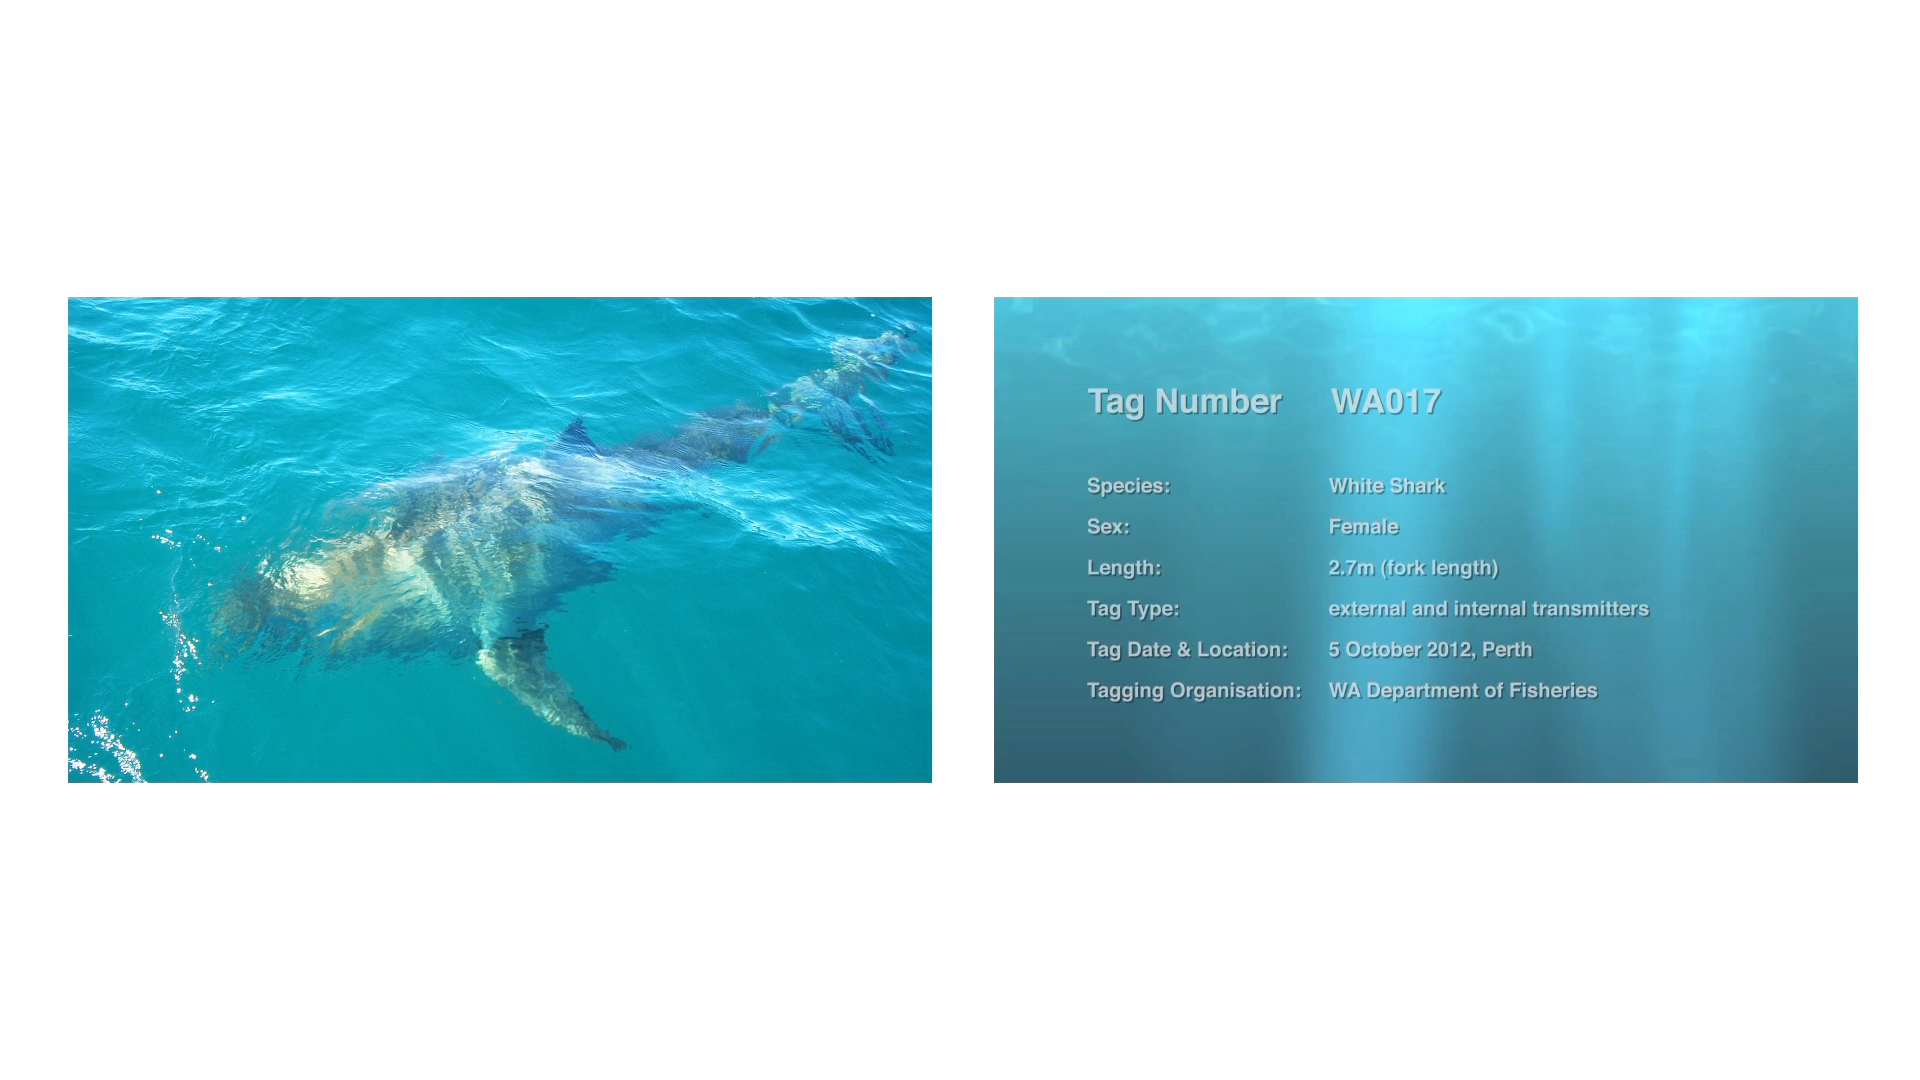 Tag Number WA017
Species: White Shark
Sex: Female
Length: 2.7m (fork length)
Tag Type: external and internal transmitters
Tag Date & Location: 5 October 2012, Perth
Tagging Organisation: WA Department of Fisheries